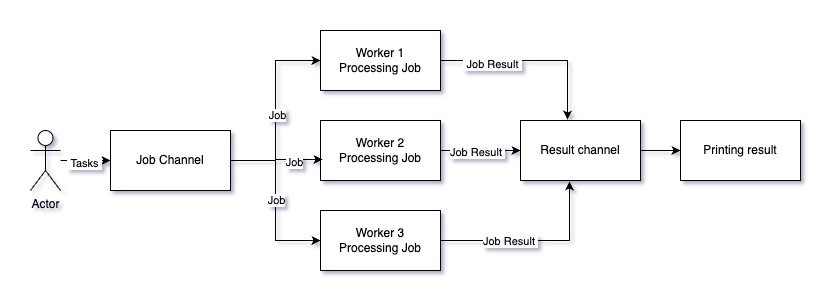 Worker 1
Processing Job
Job Result
Job
Tasks
Job Channel
Job
Worker 2
Processing Job
Job Result
Result channel
Printing result
Actor
Job
Worker 3
Processing Job
Job Result